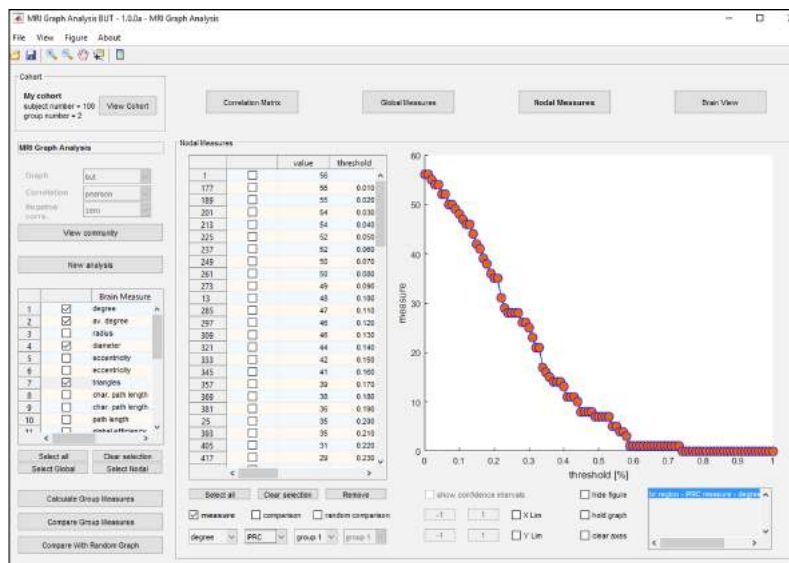 MRI Graph Analysis BUT - 1.0.0a - MRI Graph Analysis
File View Figure About
Cohort
My cohort
subject number = 100
group number = 2
View Cohort
Correlation Matrix
Global Measures
Nodal Measures
Brain View
MRI Graph Analysis
Graph but
Correlation pearson
Negative corrs. zero
View community
New analysis
Brain Measure
1 degree
2 av. degree
3 radius
4 diameter
5 eccentricity
6 eccentricity
7 triangles
8 char. path length
9 char. path length
10 path length
11 global efficiency
Select all Clear selection
Select Global Select Nodal
Calculate Group Measures
Compare Group Measures
Compare With Random Graph
Nodal Measures
value threshold
1 56
177 56 0.010
189 55 0.020
201 54 0.030
213 54 0.040
225 52 0.050
237 52 0.060
249 50 0.070
261 50 0.080
273 49 0.090
13 48 0.100
285 47 0.110
297 46 0.120
309 46 0.130
321 44 0.140
333 42 0.150
345 41 0.160
357 39 0.170
369 38 0.180
381 36 0.190
25 35 0.200
393 35 0.210
405 31 0.220
417 29 0.230
Select all Clear selection Remove
measure comparison random comparison
degree lPRC group 1 group 1
60
50
40
30
20
10
0
measure
0 0.1 0.2 0.3 0.4 0.5 0.6 0.7 0.8 0.9 1
threshold [%]
show confidence intervals
-1 1 X Lim
-1 1 Y Lim
hide figure
hold graph
clear axes
br region - lPRC measure - degree